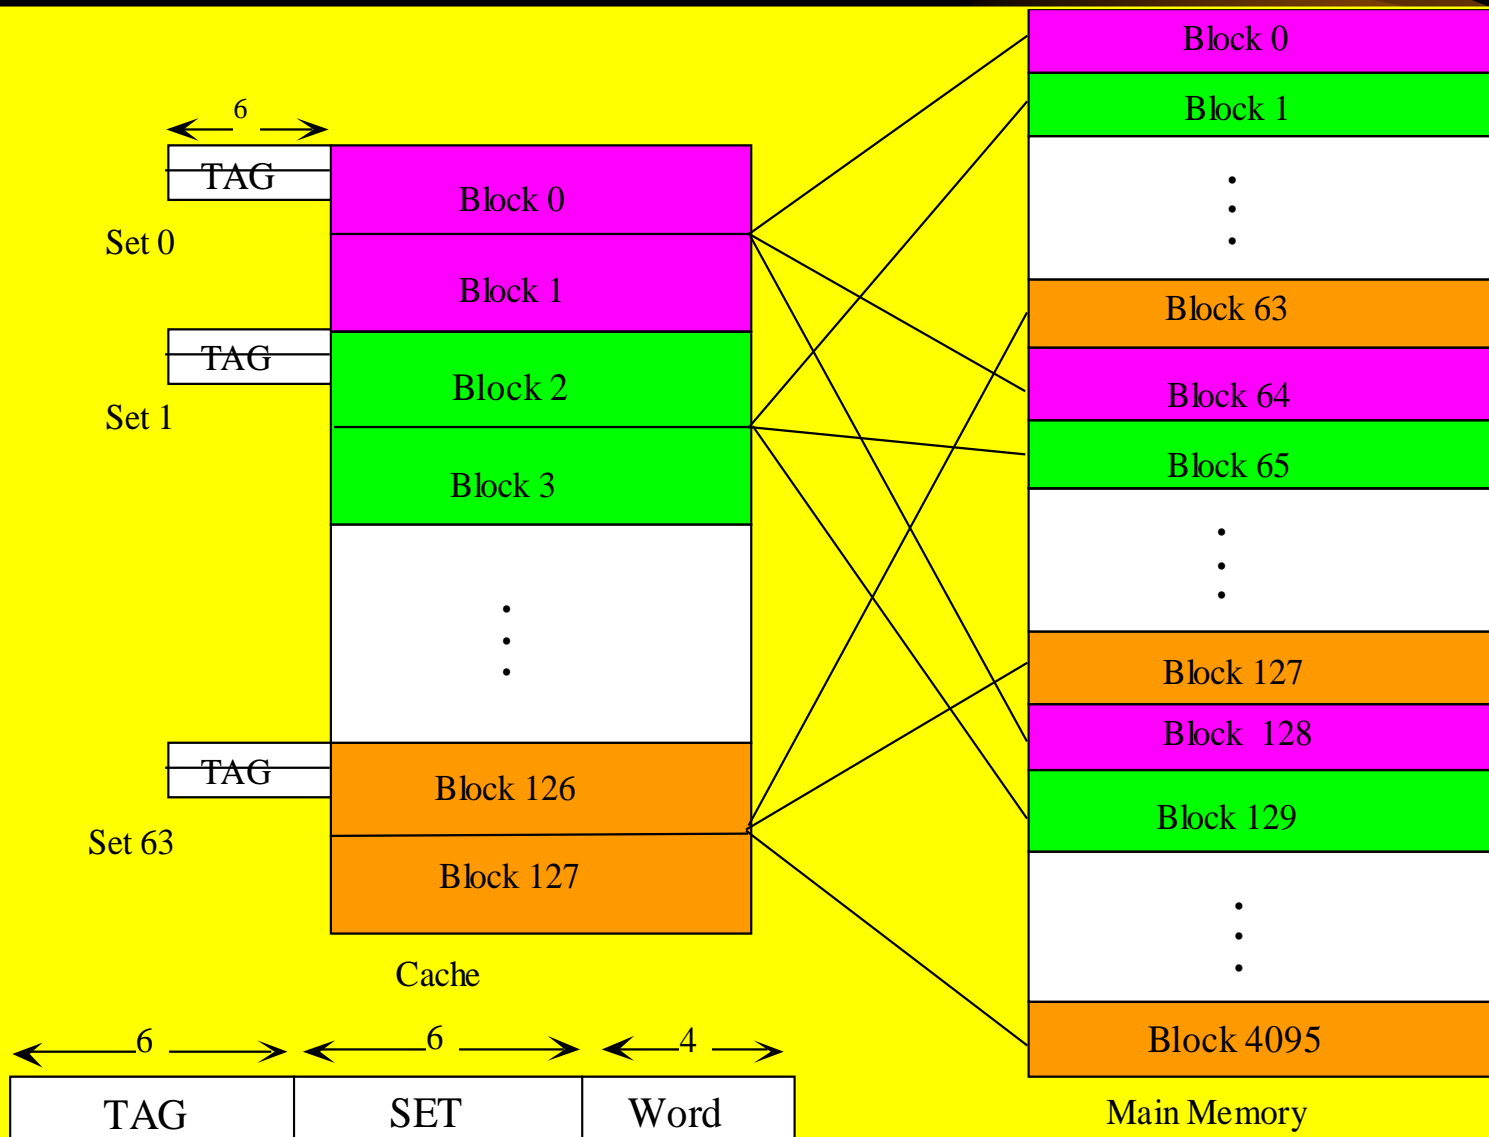 6
TAG
Block 0
Set 0
Block 1
TAG
Block 2
Set 1
Block 3
TAG
Block 126
Set 63
Block 127
Cache
6
6
4
TAG
SET
Word
Block 0
Block 1
Block 63
Block 64
Block 65
Block 127
Block 128
Block 129
Block 4095
Main Memory